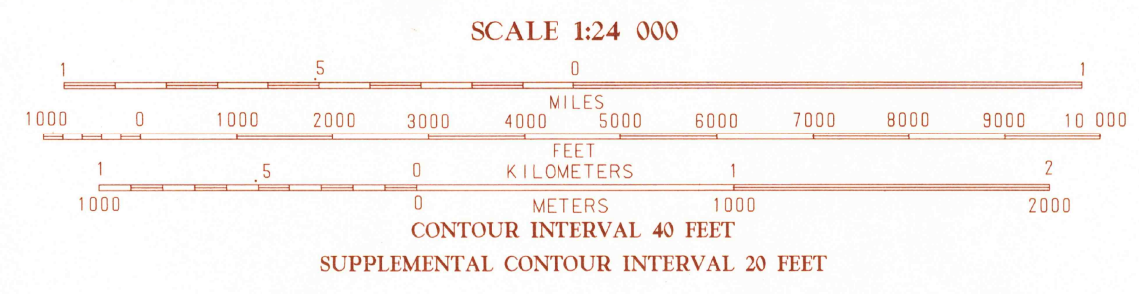 SCALE 1:24 000
1 .5 0 1
MILES
1000 0 1000 2000 3000 4000 5000 6000 7000 8000 9000 10 000
FEET
1 .5 0 KILOMETERS 1 2
1000 0 METERS 1000 2000
CONTOUR INTERVAL 40 FEET
SUPPLEMENTAL CONTOUR INTERVAL 20 FEET